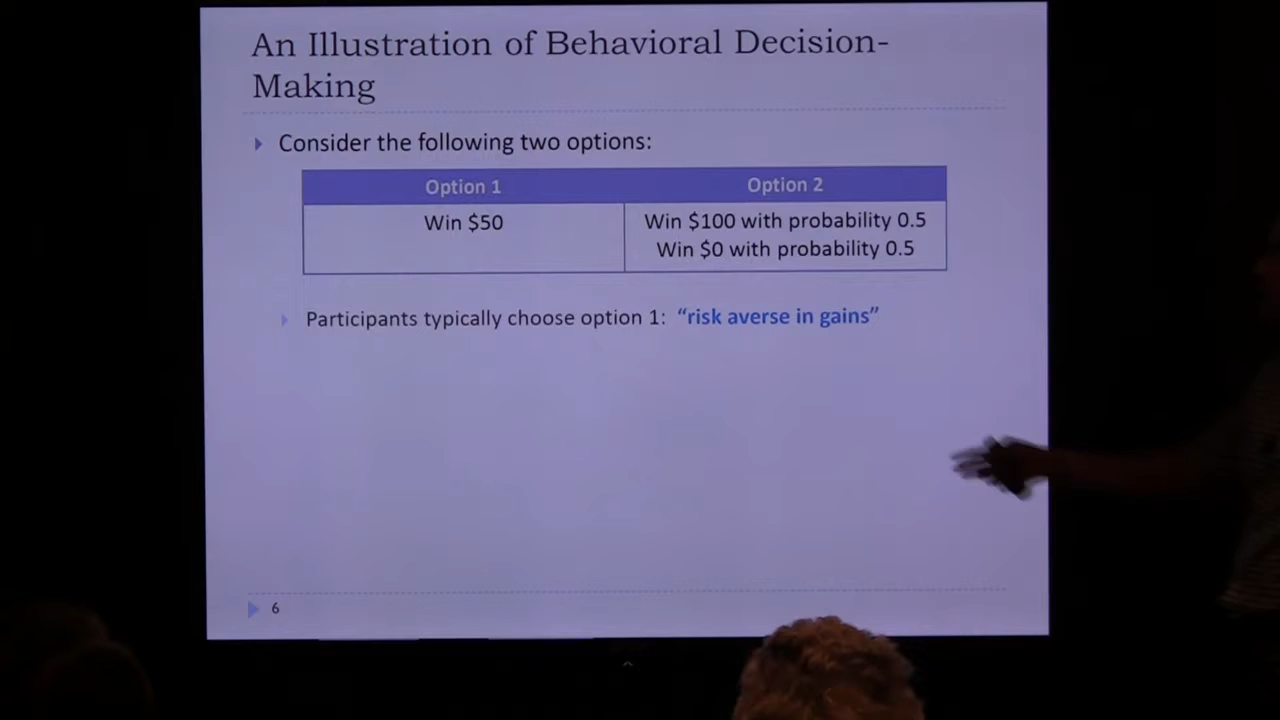 An Illustration of Behavioral Decision-
Making
Consider the following two options:
Option 1
Option 2
Win $50
Win $100 with probability 0.5
Win $0 with probability 0.5
Participants typically choose option 1: “risk averse in gains”
6